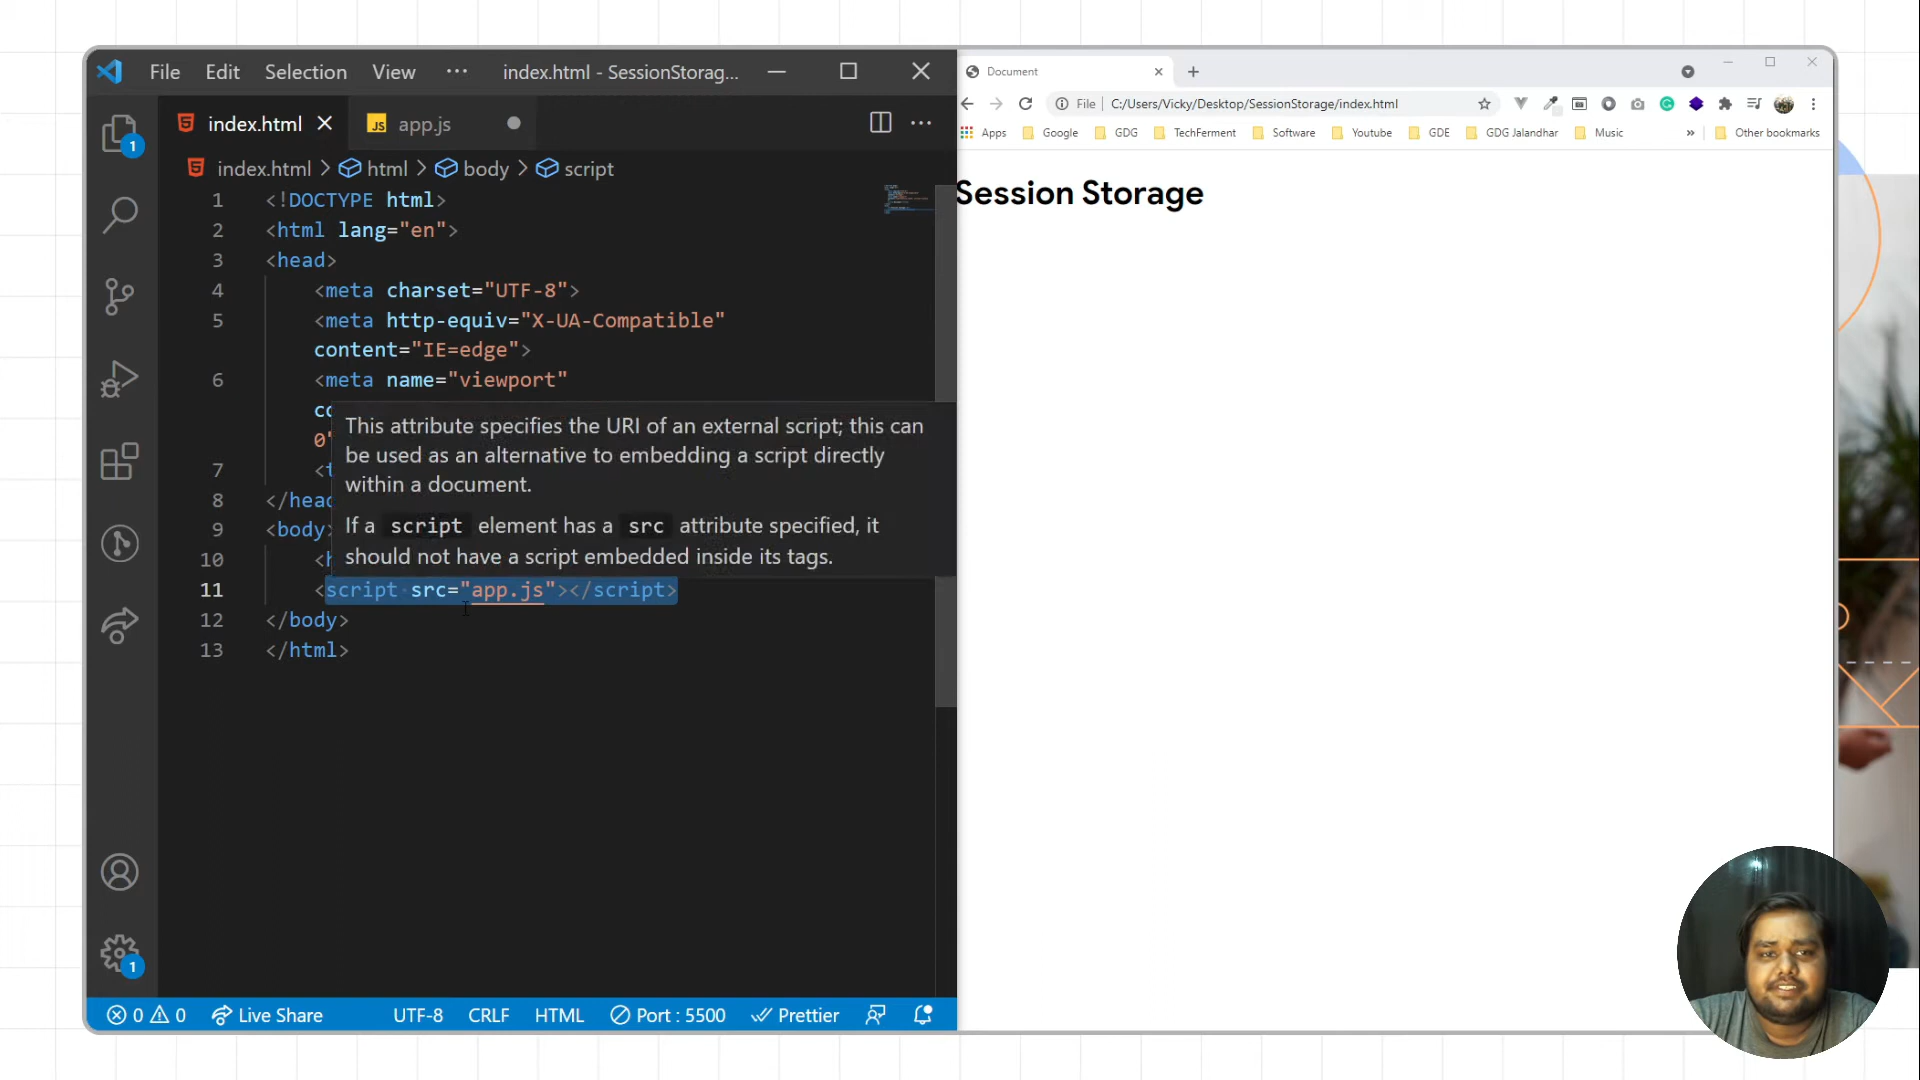 File Edit Selection View ··· index.html - SessionStorag...
index.html JS app.js
index.html > html > body > script
1 <!DOCTYPE html>
2 <html lang="en">
3 <head>
4 <meta charset="UTF-8">
5 <meta http-equiv="X-UA-Compatible"
content="IE=edge">
6 <meta name="viewport"
co
0"
7 <t
8 </head
9 <body>
10 <h
11 <script src="app.js"></script>
12 </body>
13 </html>
This attribute specifies the URI of an external script; this can
be used as an alternative to embedding a script directly
within a document.
If a script element has a src attribute specified, it
should not have a script embedded inside its tags.
1
1
0 0 Live Share UTF-8 CRLF HTML Port : 5500 Prettier
Document
File | C:/Users/Vicky/Desktop/SessionStorage/index.html
Apps Google GDG TechFerment Software Youtube GDE GDG Jalandhar Music » Other bookmarks
Session Storage